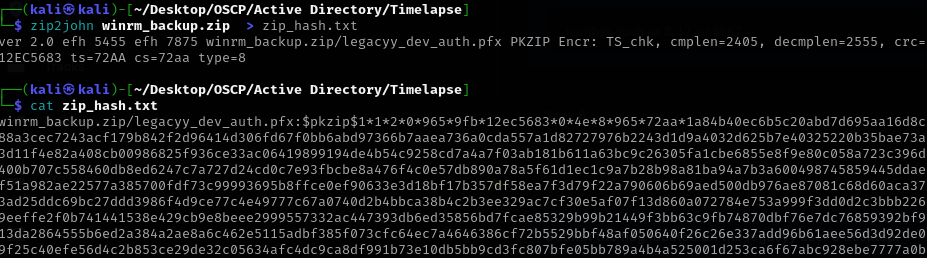 ┌──(kali㉿kali)-[~/Desktop/OSCP/Active Directory/Timelapse]
└─$ zip2john winrm_backup.zip  > zip_hash.txt
ver 2.0 efh 5455 efh 7875 winrm_backup.zip/legacyy_dev_auth.pfx PKZIP Encr: TS_chk, cmplen=2405, decmplen=2555, crc=
12EC5683 ts=72AA cs=72aa type=8
┌──(kali㉿kali)-[~/Desktop/OSCP/Active Directory/Timelapse]
└─$ cat zip_hash.txt
winrm_backup.zip/legacyy_dev_auth.pfx:$pkzip$1*1*2*0*965*9fb*12ec5683*0*4e*8*965*72aa*1a84b40ec6b5c20abd7d695aa16d8c
88a3cec7243acf179b842f2d96414d306fd67f0bb6abd97366b7aaea736a0cda557a1d82727976b2243d1d9a4032d625b7e40325220b35bae73a
3d11f4e82a408cb00986825f936ce33ac06419899194de4b54c9258cd7a4a7f03ab181b611a63bc9c26305fa1cbe6855e8f9e80c058a723c396d
400b707c558460db8ed6247c7a727d24cd0c7e93fbcbe8a476f4c0e57db890a78a5f61d1ec1c9a7b28b98a81ba94a7b3a600498745859445ddae
f51a982ae22577a385700fdf73c99993695b8ffce0ef90633e3d18bf17b357df58ea7f3d79f22a790606b69aed500db976ae87081c68d60aca37
3ad25ddc69bc27ddd3986f4d9ce77c4e49777c67a0740d2b4bbca38b4c2b3ee329ac7cf30e5af07f13d860a072784e753a999f3dd0d2c3bbb226
9eeffe2f0b741441538e429cb9e8beee2999557332ac447393db6ed35856bd7fcae85329b99b21449f3bb63c9fb74870dbf76e7dc76859392bf9
13da2864555b6ed2a384a2ae8a6c462e5115adbf385f073cfc64ec7a4646386cf72b5529bbf48af050640f26c26e337add96b61aee56d3d92de0
9f25c40efe56d4c2b853ce29de32c05634afc4dc9ca8df991b73e10db5bb9cd3fc807bfe05bb789a4b4a525001d253ca6f67abc928ebe7777a0b